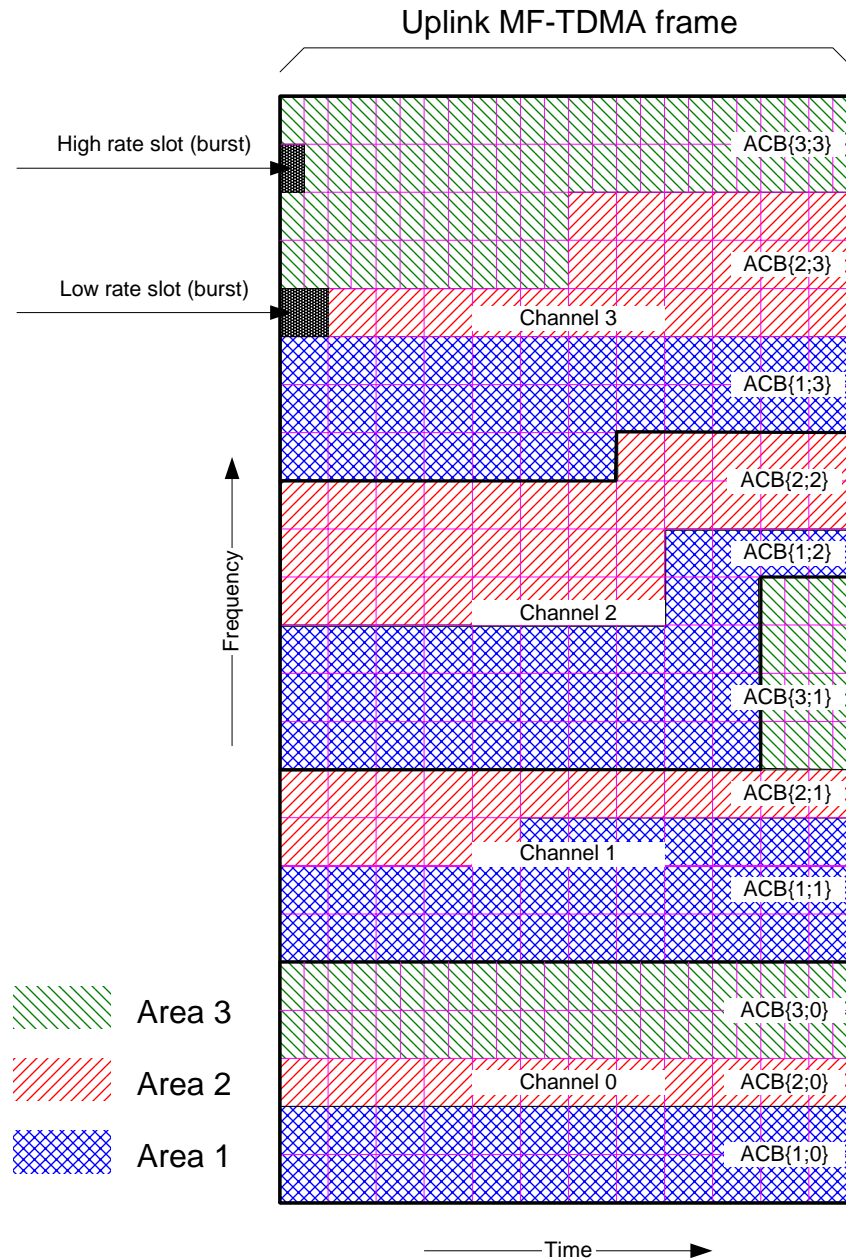 Uplink MF-TDMA frame
High rate slot (burst)
ACB{3;3}
ACB{2;3}
Low rate slot (burst)
Channel 3
ACB{1;3}
ACB{2;2}
ACB{1;2}
Channel 2
Frequency
ACB{3;1}
ACB{2;1}
Channel 1
ACB{1;1}
Area 3
ACB{3;0}
Area 2
Channel 0
ACB{2;0}
Area 1
ACB{1;0}
Time